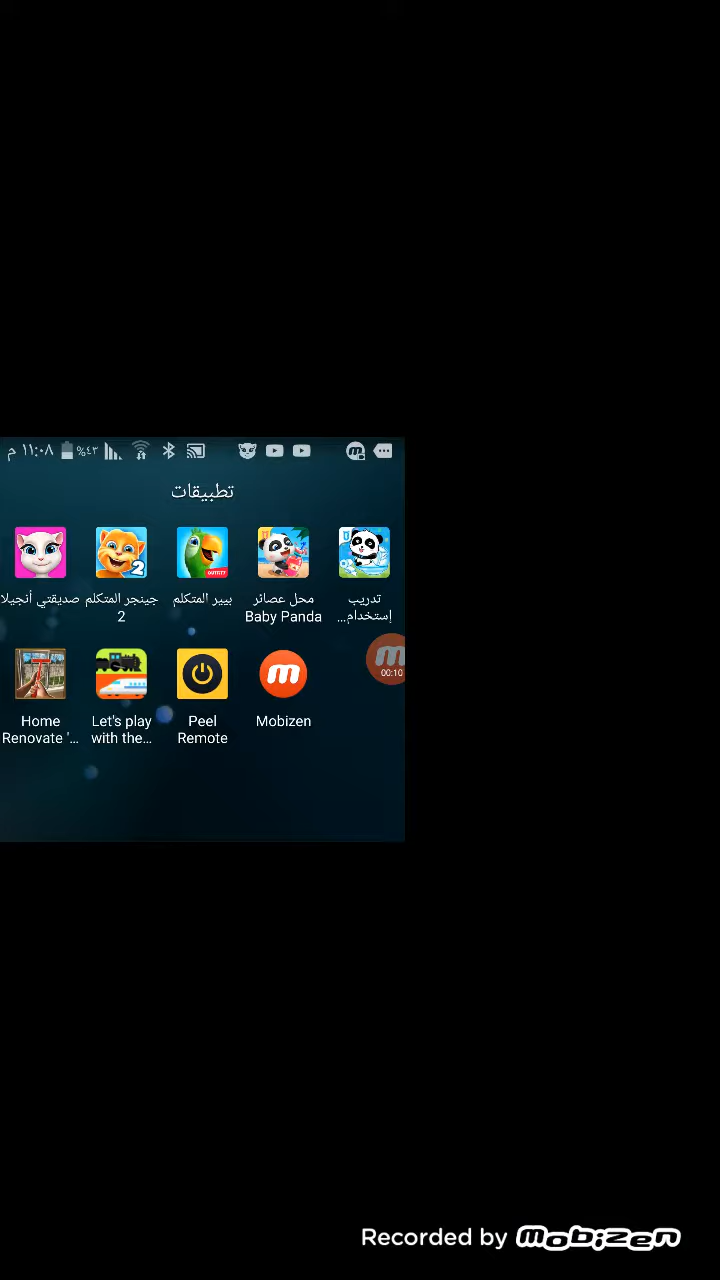 م ١١:٠٨ %٤٣
تطبيقات
صديقتي أنجيلا
جينجر المتكلم
2
بيير المتكلم
محل عصائر
Baby Panda
تدريب
إستخدام...
Home
Renovate '...
Let's play
with the...
Peel
Remote
Mobizen
00:10
Recorded by mobizen